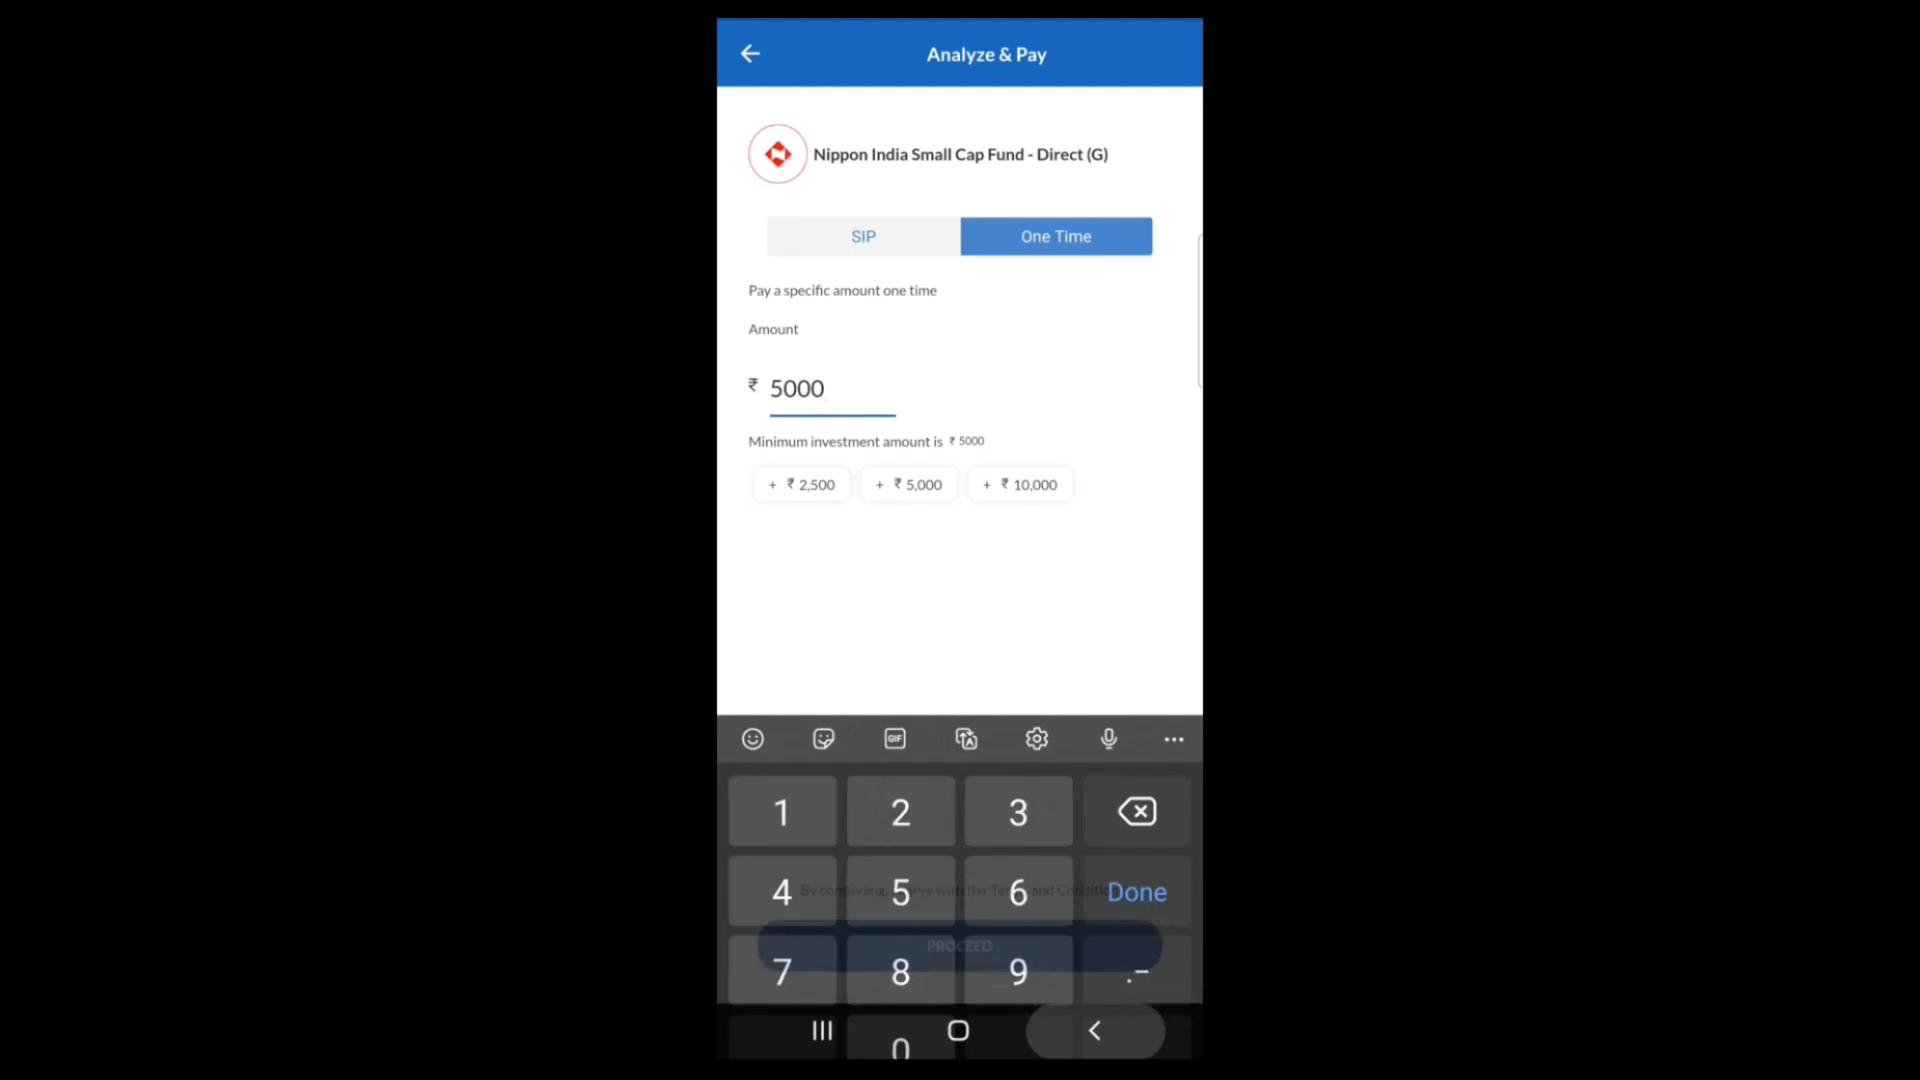 Analyze & Pay
Nippon India Small Cap Fund - Direct (G)
SIP One Time
Pay a specific amount one time
Amount
₹ 5000
Minimum investment amount is ₹ 5000
+ ₹ 2,500 + ₹ 5,000 + ₹ 10,000
GIF
1 2 3
4 5 6 Done
PROCEED
7 8 9 .-
0